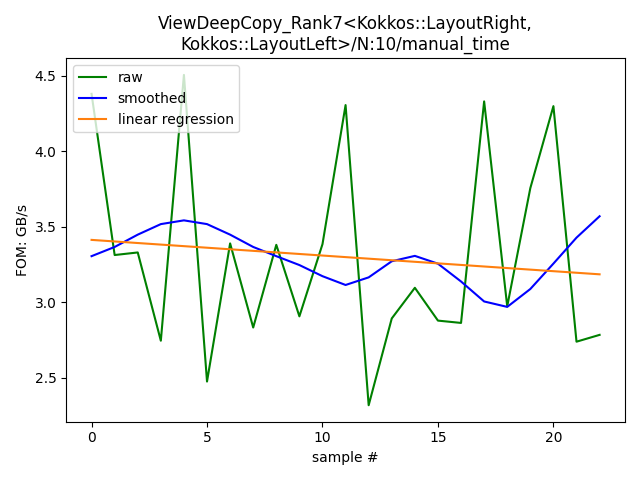 ViewDeepCopy_Rank7<Kokkos::LayoutRight,
Kokkos::LayoutLeft>/N:10/manual_time
raw
smoothed
linear regression
FOM: GB/s
4.5
4.0
3.5
3.0
2.5
0
5
10
15
20
sample #